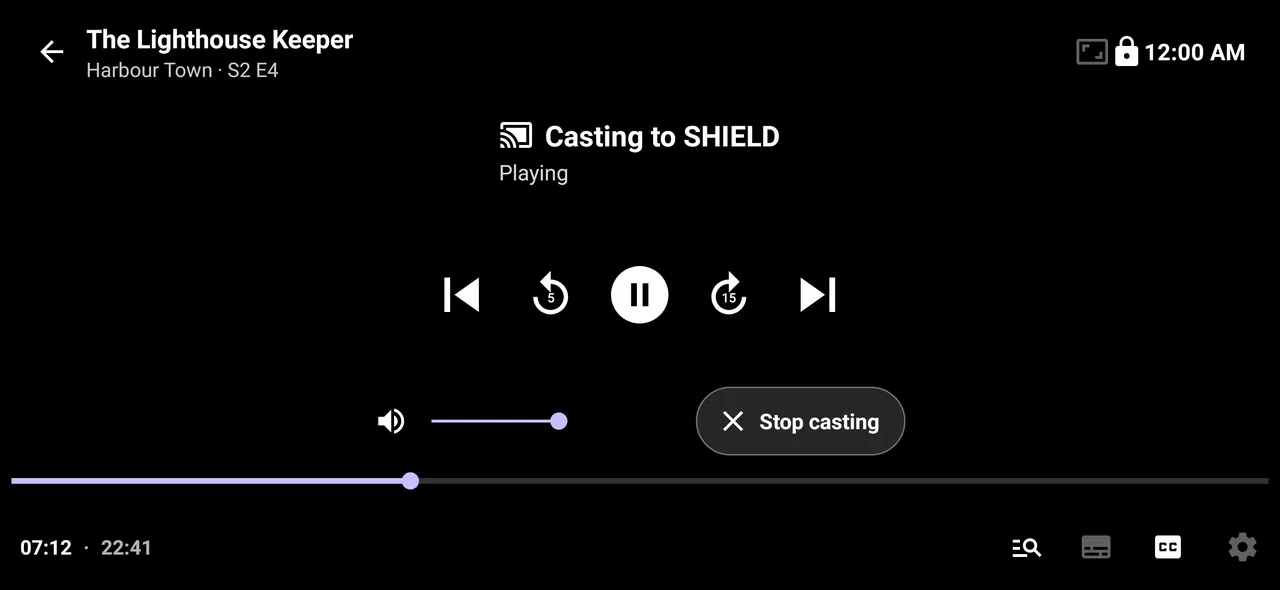 The Lighthouse Keeper
Harbour Town · S2 E4
12:00 AM
Casting to SHIELD
Playing
5
15
Stop casting
07:12 · 22:41
CC